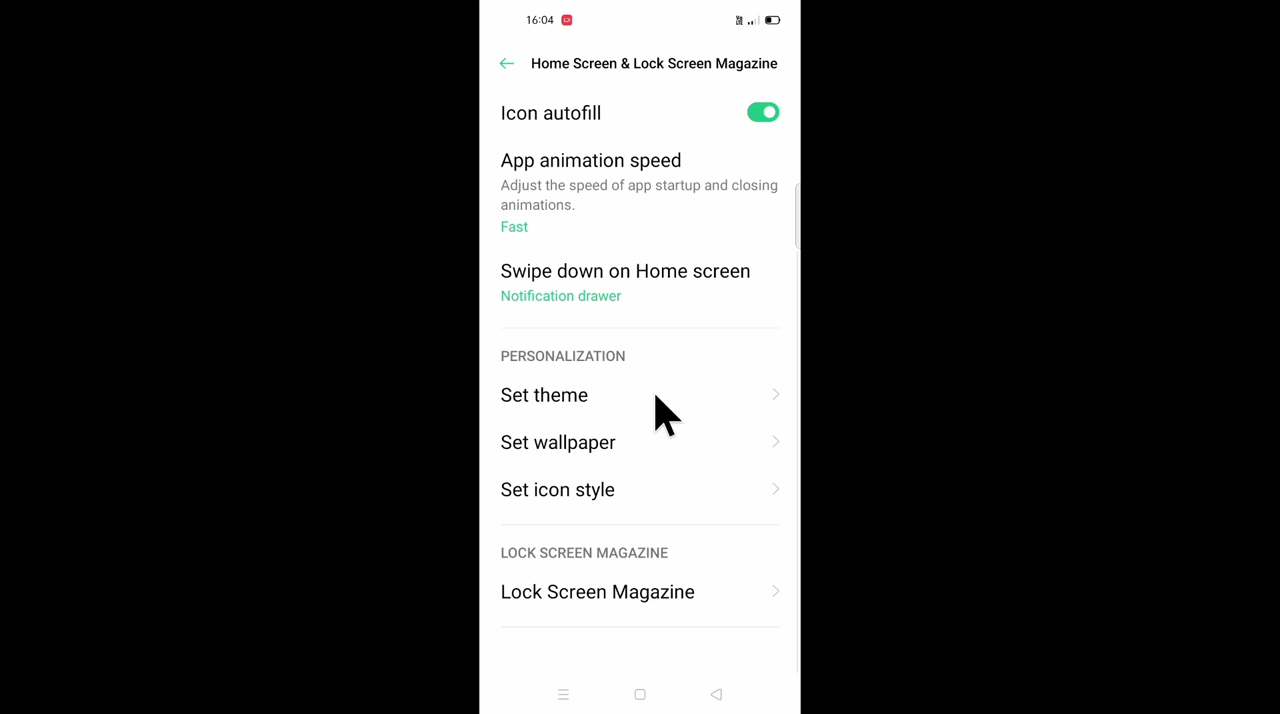 16:04
Home Screen & Lock Screen Magazine
Icon autofill
App animation speed
Adjust the speed of app startup and closing
animations.
Fast
Swipe down on Home screen
Notification drawer
PERSONALIZATION
Set theme
Set wallpaper
Set icon style
LOCK SCREEN MAGAZINE
Lock Screen Magazine